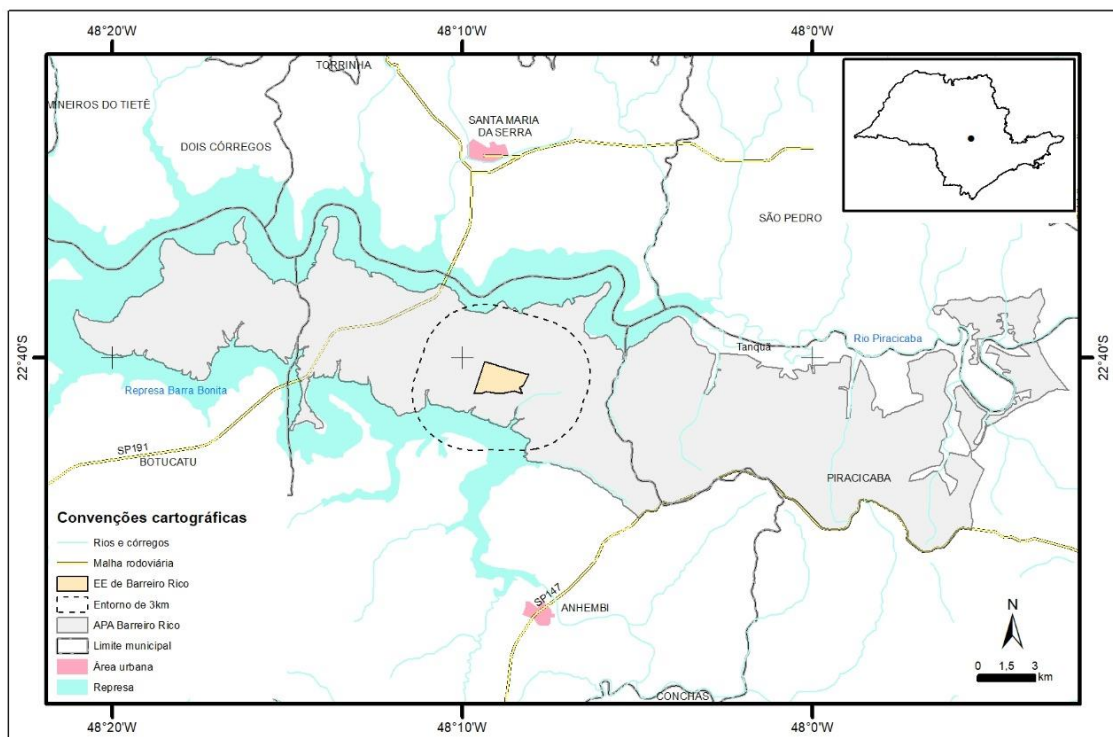 48°20'W 48°10'W 48°0'W
TORRINHA
MINEIROS DO TIETÊ
SANTA MARIA
DA SERRA
DOIS CÓRREGOS
SÃO PEDRO
22°40'S
22°40'S
Tanquã
Rio Piracicaba
Represa Barra Bonita
SP191
BOTUCATU
PIRACICABA
Convenções cartográficas
Rios e córregos
Malha rodoviária
EE de Barreiro Rico
Entorno de 3km
APA Barreiro Rico
Limite municipal
Área urbana
Represa
SP147
ANHEMBI
CONCHAS
N
0 1,5 3
km
48°20'W 48°10'W 48°0'W